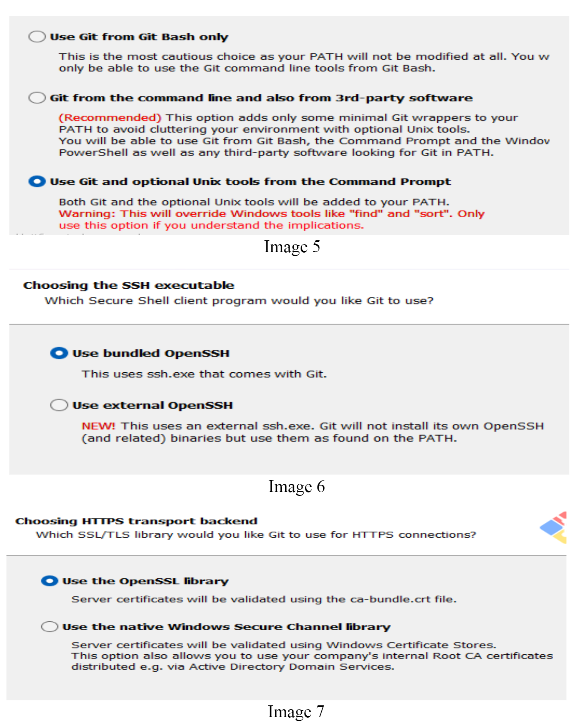 Use Git from Git Bash only
This is the most cautious choice as your PATH will not be modified at all. You w
only be able to use the Git command line tools from Git Bash.
Git from the command line and also from 3rd-party software
(Recommended) This option adds only some minimal Git wrappers to your
PATH to avoid cluttering your environment with optional Unix tools.
You will be able to use Git from Git Bash, the Command Prompt and the Window
PowerShell as well as any third-party software looking for Git in PATH.
Use Git and optional Unix tools from the Command Prompt
Both Git and the optional Unix tools will be added to your PATH.
Warning: This will override Windows tools like "find" and "sort". Only
use this option if you understand the implications.
Image 5
Choosing the SSH executable
Which Secure Shell client program would you like Git to use?
Use bundled OpenSSH
This uses ssh.exe that comes with Git.
Use external OpenSSH
NEW! This uses an external ssh.exe. Git will not install its own OpenSSH
(and related) binaries but use them as found on the PATH.
Image 6
Choosing HTTPS transport backend
Which SSL/TLS library would you like Git to use for HTTPS connections?
Use the OpenSSL library
Server certificates will be validated using the ca-bundle.crt file.
Use the native Windows Secure Channel library
Server certificates will be validated using Windows Certificate Stores.
This option also allows you to use your company's internal Root CA certificates
distributed e.g. via Active Directory Domain Services.
Image 7